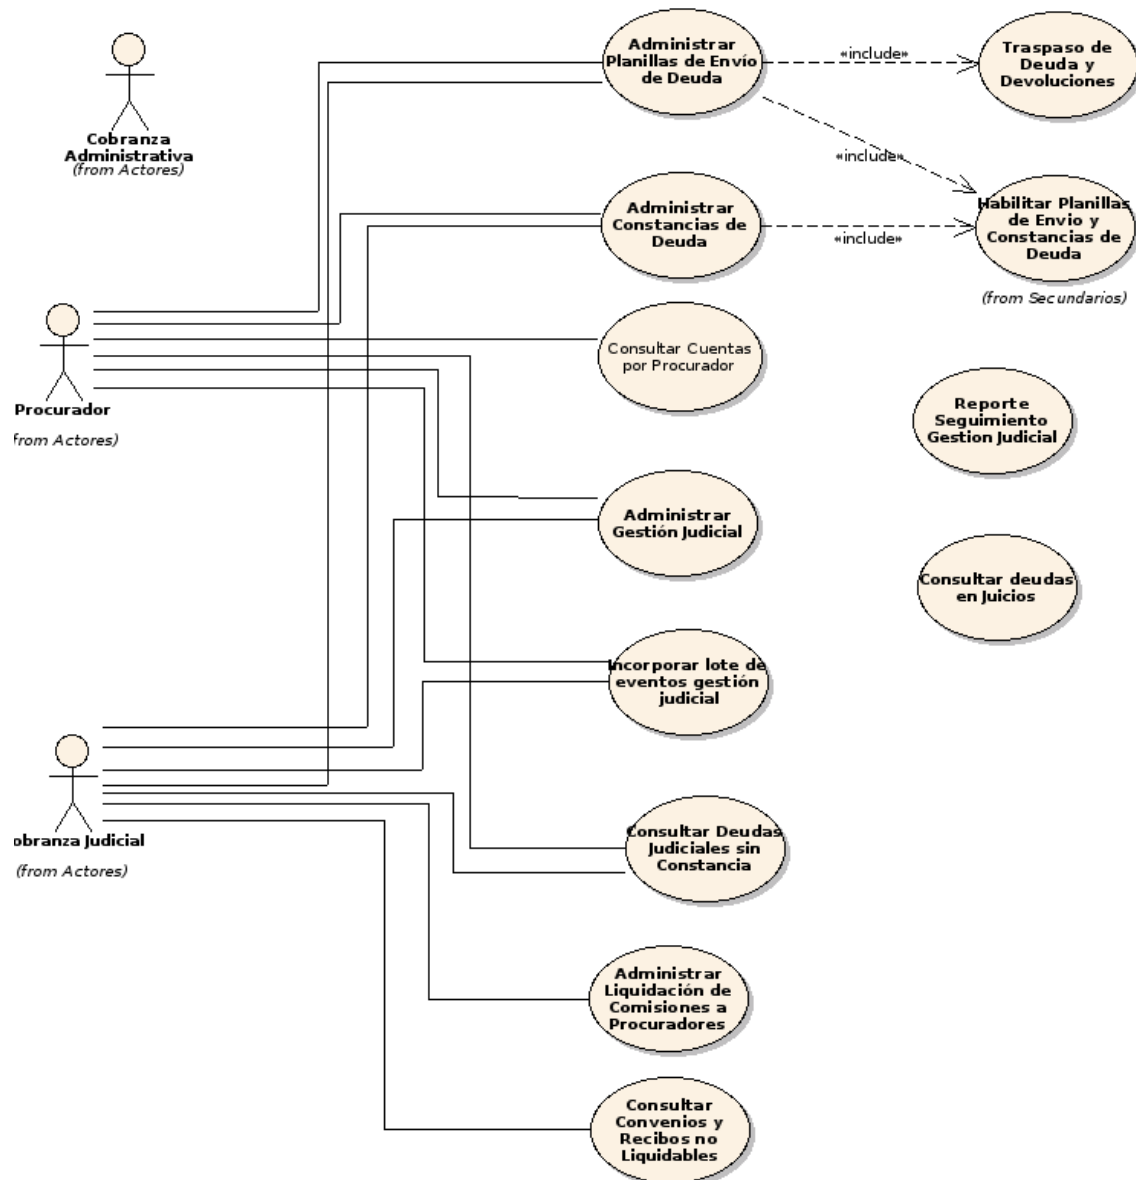 Cobranza
Administrativa
(from Actores)
Administrar
Planillas de Envío
de Deuda
«include»
Traspaso de
Deuda y
Devoluciones
«include»
Administrar
Constancias de
Deuda
«include»
Habilitar Planillas
de Envio y
Constancias de
Deuda
(from Secundarios)
Procurador
from Actores)
Consultar Cuentas
por Procurador
Reporte
Seguimiento
Gestion Judicial
Administrar
Gestión Judicial
Consultar deudas
en Juicios
Incorporar lote de
eventos gestión
judicial
obranza Judicial
(from Actores)
Consultar Deudas
Judiciales sin
Constancia
Administrar
Liquidación de
Comisiones a
Procuradores
Consultar
Convenios y
Recibos no
Liquidables